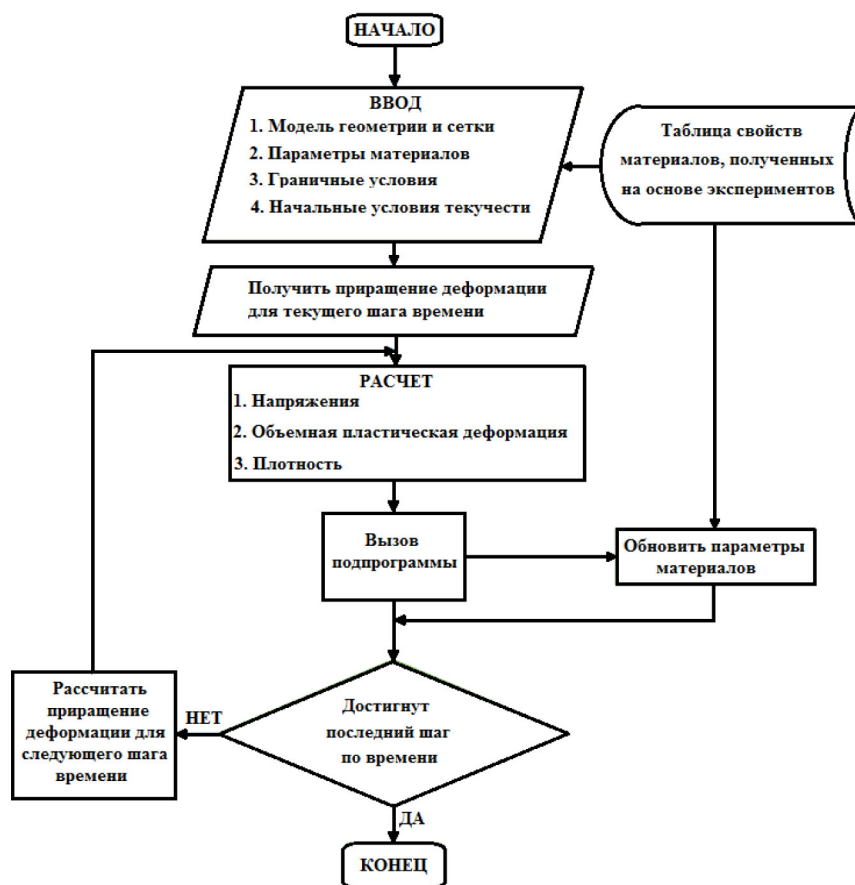 НАЧАЛО
ВВОД
1. Модель геометрии и сетки
2. Параметры материалов
3. Граничные условия
4. Начальные условия текучести
Таблица свойств
материалов, полученных
на основе экспериментов
Получить приращение деформации
для текущего шага времени
РАСЧЕТ
1. Напряжения
2. Объемная пластическая деформация
3. Плотность
Вызов
подпрограммы
Обновить параметры
материалов
Достигнут
последний шаг
по времени
НЕТ
Рассчитать
приращение
деформации для
следующего шага
времени
ДА
КОНЕЦ